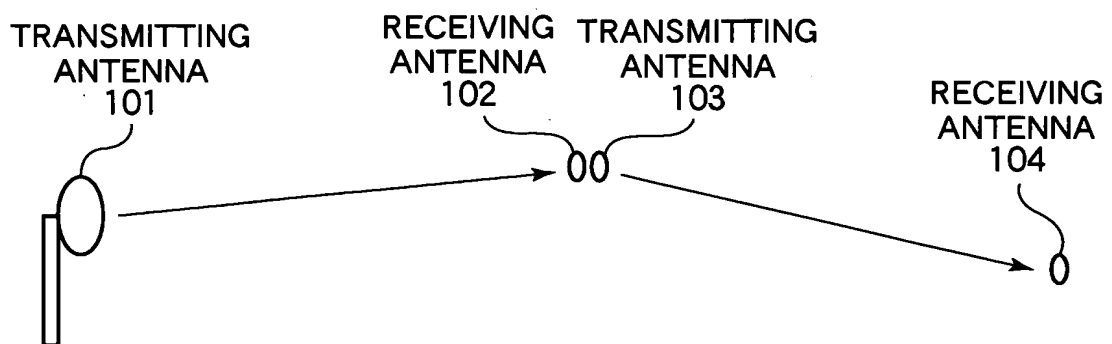 TRANSMITTING
ANTENNA
101
RECEIVING
ANTENNA
102
TRANSMITTING
ANTENNA
103
RECEIVING
ANTENNA
104